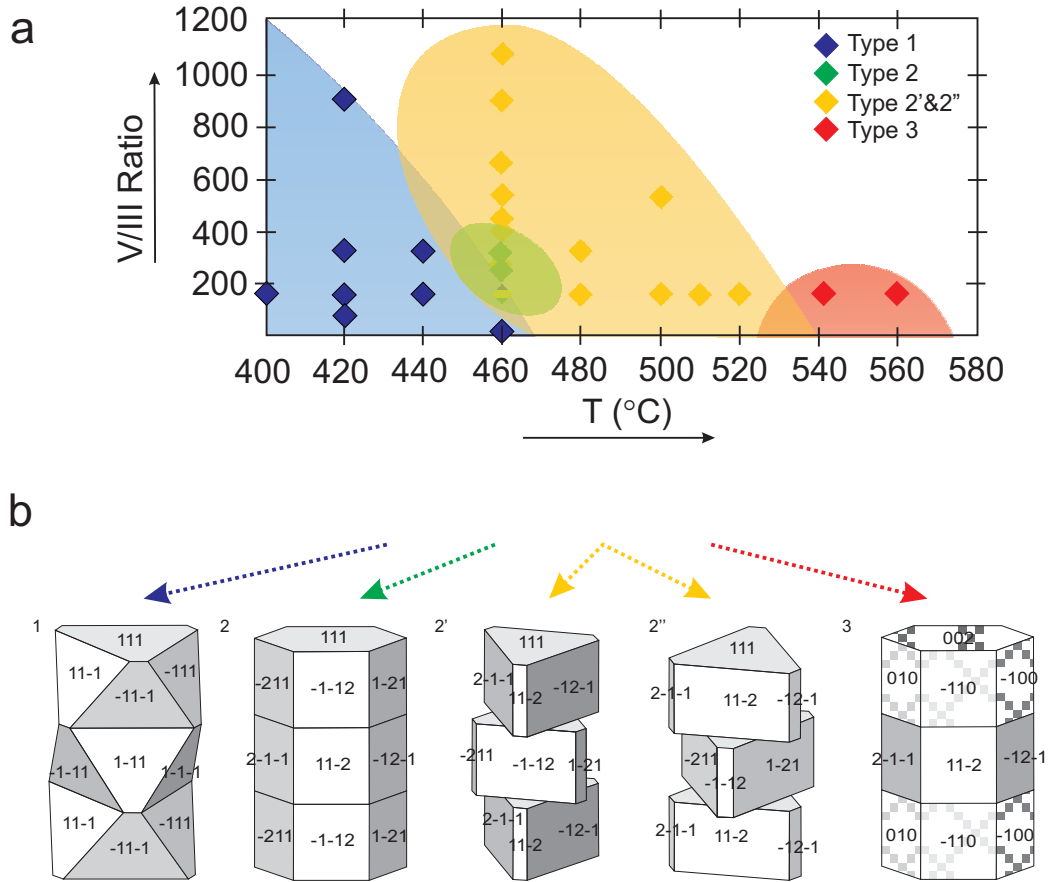 a
1200
1000
800
600
400
200
V/III Ratio
400 420 440 460 480 500 520 540 560 580
T (°C)
Type 1
Type 2
Type 2'&2"
Type 3
b
1
111
11-1
-111
-11-1
-1-11
1-11
1-1-1
11-1
-111
-11-1
2
111
-211 -1-12 1-21
2-1-1 11-2 -12-1
-211 -1-12 1-21
2'
111
2-1-1
11-2
-12-1
-211
-1-12
1-21
2-1-1
11-2
-12-1
2''
111
2-1-1
11-2
-12-1
-211
-1-12
1-21
2-1-1
11-2
-12-1
3
002
010 -110 -100
2-1-1 11-2 -12-1
010 -110 -100